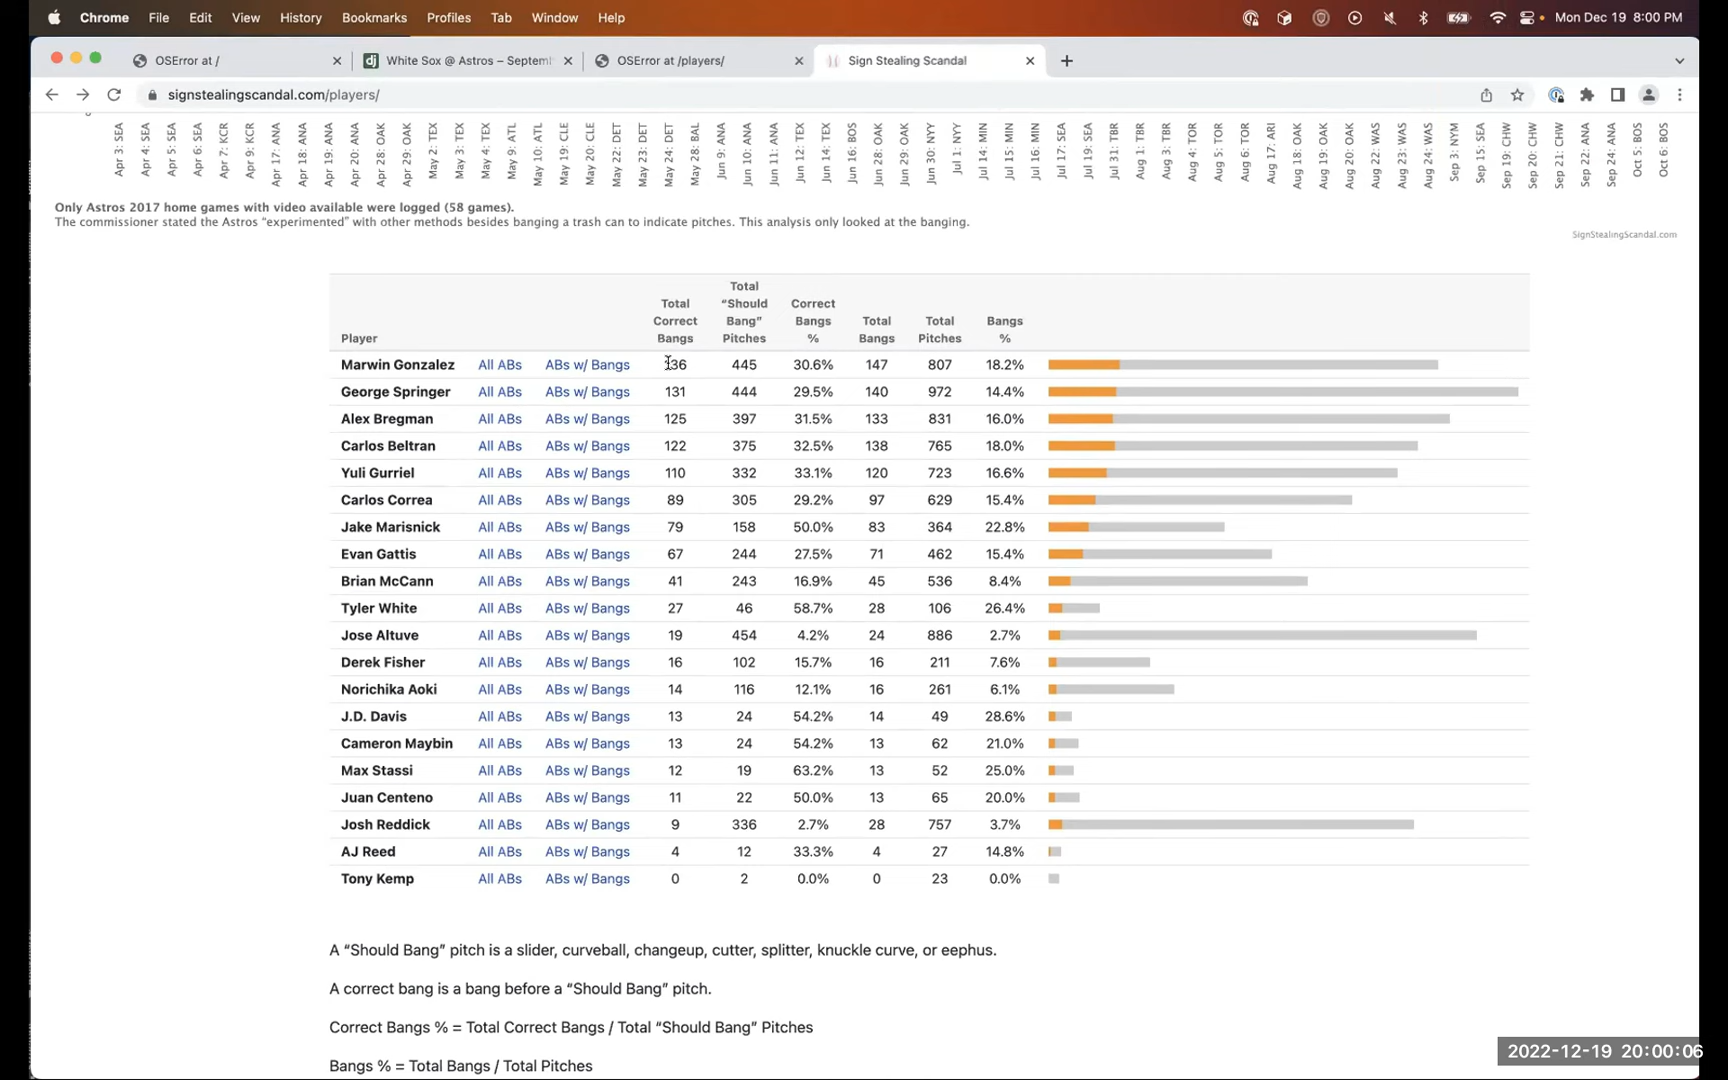 Chrome File Edit View History Bookmarks Profiles Tab Window Help Mon Dec 19 8:00 PM
OSError at / White Sox @ Astros – Septem OSError at /players/ Sign Stealing Scandal
signstealingscandal.com/players/
Apr 3: SEA
Apr 4: SEA
Apr 5: SEA
Apr 6: SEA
Apr 7: KCR
Apr 9: KCR
Apr 17: ANA
Apr 18: ANA
Apr 19: ANA
Apr 20: ANA
Apr 28: OAK
Apr 29: OAK
May 2: TEX
May 3: TEX
May 4: TEX
May 9: ATL
May 10: ATL
May 19: CLE
May 20: CLE
May 22: DET
May 23: DET
May 24: DET
May 28: BAL
Jun 9: ANA
Jun 10: ANA
Jun 11: ANA
Jun 12: TEX
Jun 14: TEX
Jun 16: BOS
Jun 28: OAK
Jun 29: OAK
Jun 30: NYY
Jul 1: NYY
Jul 14: MIN
Jul 15: MIN
Jul 16: MIN
Jul 17: SEA
Jul 19: SEA
Jul 31: TBR
Aug 1: TBR
Aug 3: TBR
Aug 4: TOR
Aug 5: TOR
Aug 6: TOR
Aug 17: ARI
Aug 18: OAK
Aug 19: OAK
Aug 20: OAK
Aug 22: WAS
Aug 23: WAS
Aug 24: WAS
Sep 3: NYM
Sep 15: SEA
Sep 19: CHW
Sep 20: CHW
Sep 21: CHW
Sep 22: ANA
Sep 24: ANA
Oct 5: BOS
Oct 6: BOS
Only Astros 2017 home games with video available were logged (58 games).
The commissioner stated the Astros “experimented” with other methods besides banging a trash can to indicate pitches. This analysis only looked at the banging.
SignStealingScandal.com
Player Total Correct Bangs Total “Should Bang” Pitches Correct Bangs % Total Bangs Total Pitches Bangs %
Marwin Gonzalez All ABs ABs w/ Bangs 136 445 30.6% 147 807 18.2%
George Springer All ABs ABs w/ Bangs 131 444 29.5% 140 972 14.4%
Alex Bregman All ABs ABs w/ Bangs 125 397 31.5% 133 831 16.0%
Carlos Beltran All ABs ABs w/ Bangs 122 375 32.5% 138 765 18.0%
Yuli Gurriel All ABs ABs w/ Bangs 110 332 33.1% 120 723 16.6%
Carlos Correa All ABs ABs w/ Bangs 89 305 29.2% 97 629 15.4%
Jake Marisnick All ABs ABs w/ Bangs 79 158 50.0% 83 364 22.8%
Evan Gattis All ABs ABs w/ Bangs 67 244 27.5% 71 462 15.4%
Brian McCann All ABs ABs w/ Bangs 41 243 16.9% 45 536 8.4%
Tyler White All ABs ABs w/ Bangs 27 46 58.7% 28 106 26.4%
Jose Altuve All ABs ABs w/ Bangs 19 454 4.2% 24 886 2.7%
Derek Fisher All ABs ABs w/ Bangs 16 102 15.7% 16 211 7.6%
Norichika Aoki All ABs ABs w/ Bangs 14 116 12.1% 16 261 6.1%
J.D. Davis All ABs ABs w/ Bangs 13 24 54.2% 14 49 28.6%
Cameron Maybin All ABs ABs w/ Bangs 13 24 54.2% 13 62 21.0%
Max Stassi All ABs ABs w/ Bangs 12 19 63.2% 13 52 25.0%
Juan Centeno All ABs ABs w/ Bangs 11 22 50.0% 13 65 20.0%
Josh Reddick All ABs ABs w/ Bangs 9 336 2.7% 28 757 3.7%
AJ Reed All ABs ABs w/ Bangs 4 12 33.3% 4 27 14.8%
Tony Kemp All ABs ABs w/ Bangs 0 2 0.0% 0 23 0.0%
A “Should Bang” pitch is a slider, curveball, changeup, cutter, splitter, knuckle curve, or eephus.
A correct bang is a bang before a “Should Bang” pitch.
Correct Bangs % = Total Correct Bangs / Total “Should Bang” Pitches
Bangs % = Total Bangs / Total Pitches
2022-12-19 20:00:06